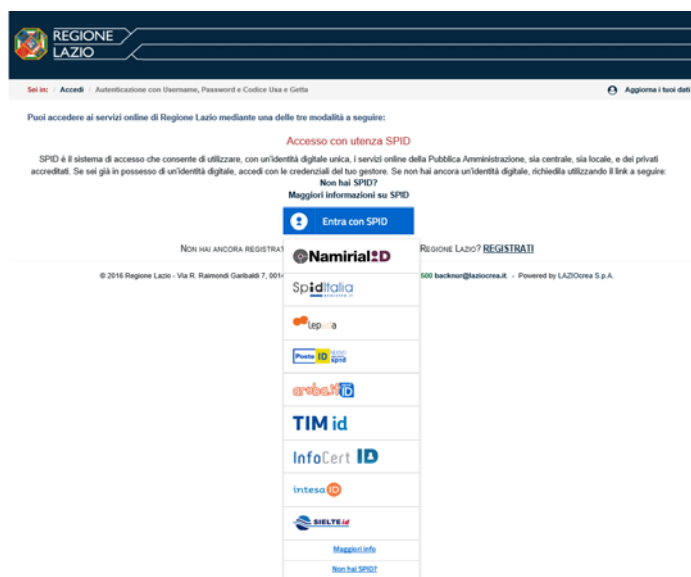 REGIONE
LAZIO
Sei in: / Accedi / Autenticazione con Username, Password e Codice Usa e Getta
Aggiorna i tuoi dati
Puoi accedere ai servizi online di Regione Lazio mediante una delle tre modalità a seguire:
Accesso con utenza SPID
SPID è il sistema di accesso che consente di utilizzare, con un'identità digitale unica, i servizi online della Pubblica Amministrazione, sia centrale, sia locale, e dei privati
accreditati. Se sei già in possesso di un'identità digitale, accedi con le credenziali del tuo gestore. Se non hai ancora un'identità digitale, richiedila utilizzando il link a seguire:
Non hai SPID?
Maggiori informazioni su SPID
Entra con SPID
NON HAI ANCORA REGISTRAT REGIONE LAZIO? REGISTRATI
Namirial ID
© 2016 Regione Lazio - Via R. Raimondi Garibaldi 7, 001 500 backnur@laziocrea.it. - Powered by LAZIOcrea S.p.A.
SpidItalia
lepida
Poste ID NUOVO spid
aruba.it ID
TIM id
InfoCert ID
intesa ID
SIELTE id
Maggiori info
Non hai SPID?